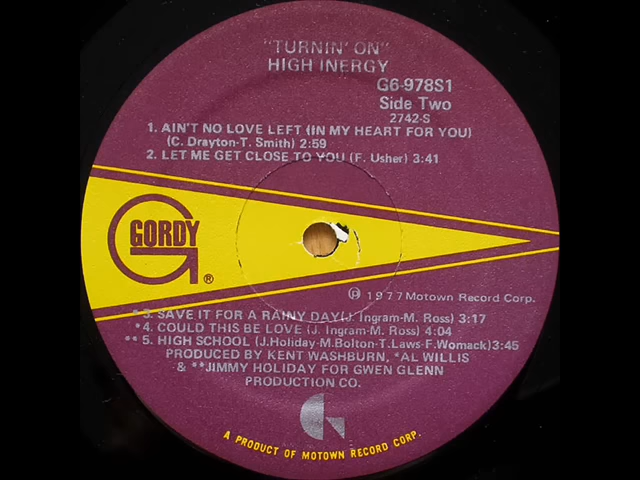 "TURNIN' ON"
HIGH INERGY
G6-978S1
Side Two
2742-S
1. AIN'T NO LOVE LEFT (IN MY HEART FOR YOU)
(C. Drayton-T. Smith) 2:59
2. LET ME GET CLOSE TO YOU (F. Usher) 3:41
GORDY
®
℗ 1977 Motown Record Corp.
*3. SAVE IT FOR A RAINY DAY (J. Ingram-M. Ross) 3:17
*4. COULD THIS BE LOVE (J. Ingram-M. Ross) 4:04
**5. HIGH SCHOOL (J.Holiday-M.Bolton-T.Laws-F.Womack) 3:45
PRODUCED BY KENT WASHBURN, *AL WILLIS
& **JIMMY HOLIDAY FOR GWEN GLENN
PRODUCTION CO.
A PRODUCT OF MOTOWN RECORD CORP.